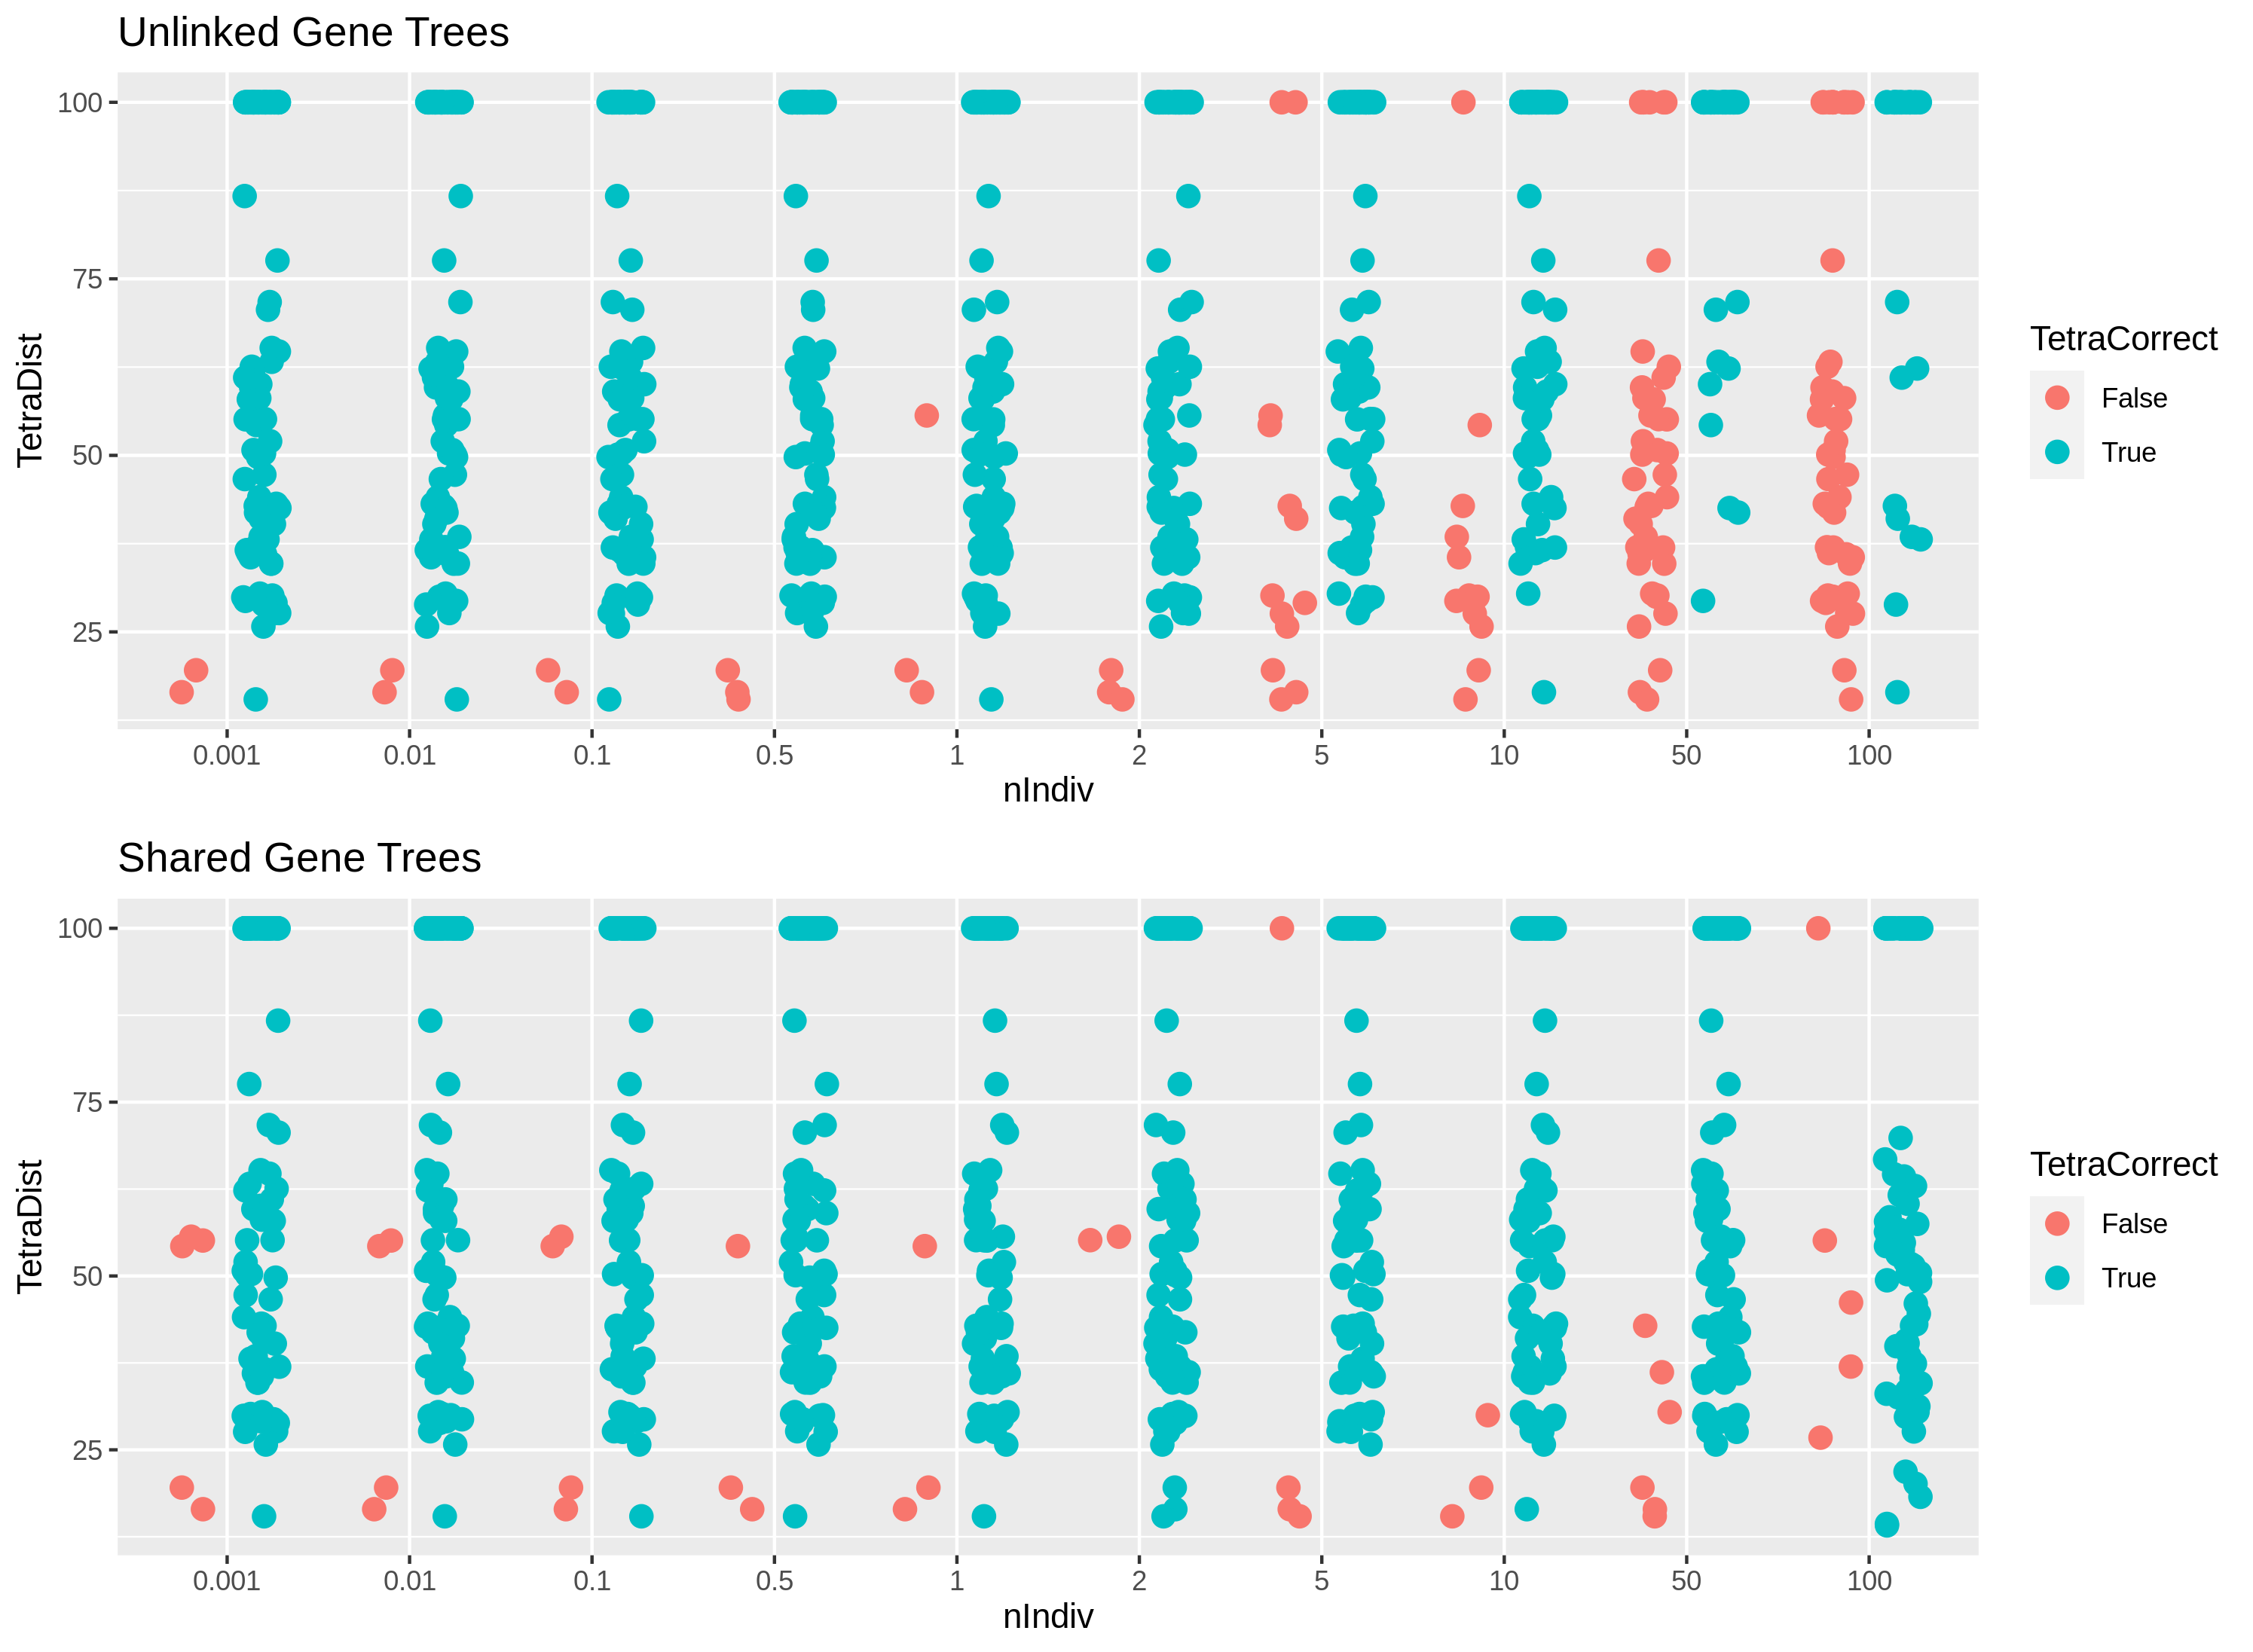 Unlinked Gene Trees
100
75
50
25
TetraDist
0.001 0.01 0.1 0.5 1 2 5 10 50 100
nIndiv
TetraCorrect
False
True
Shared Gene Trees
100
75
50
25
TetraDist
0.001 0.01 0.1 0.5 1 2 5 10 50 100
nIndiv
TetraCorrect
False
True